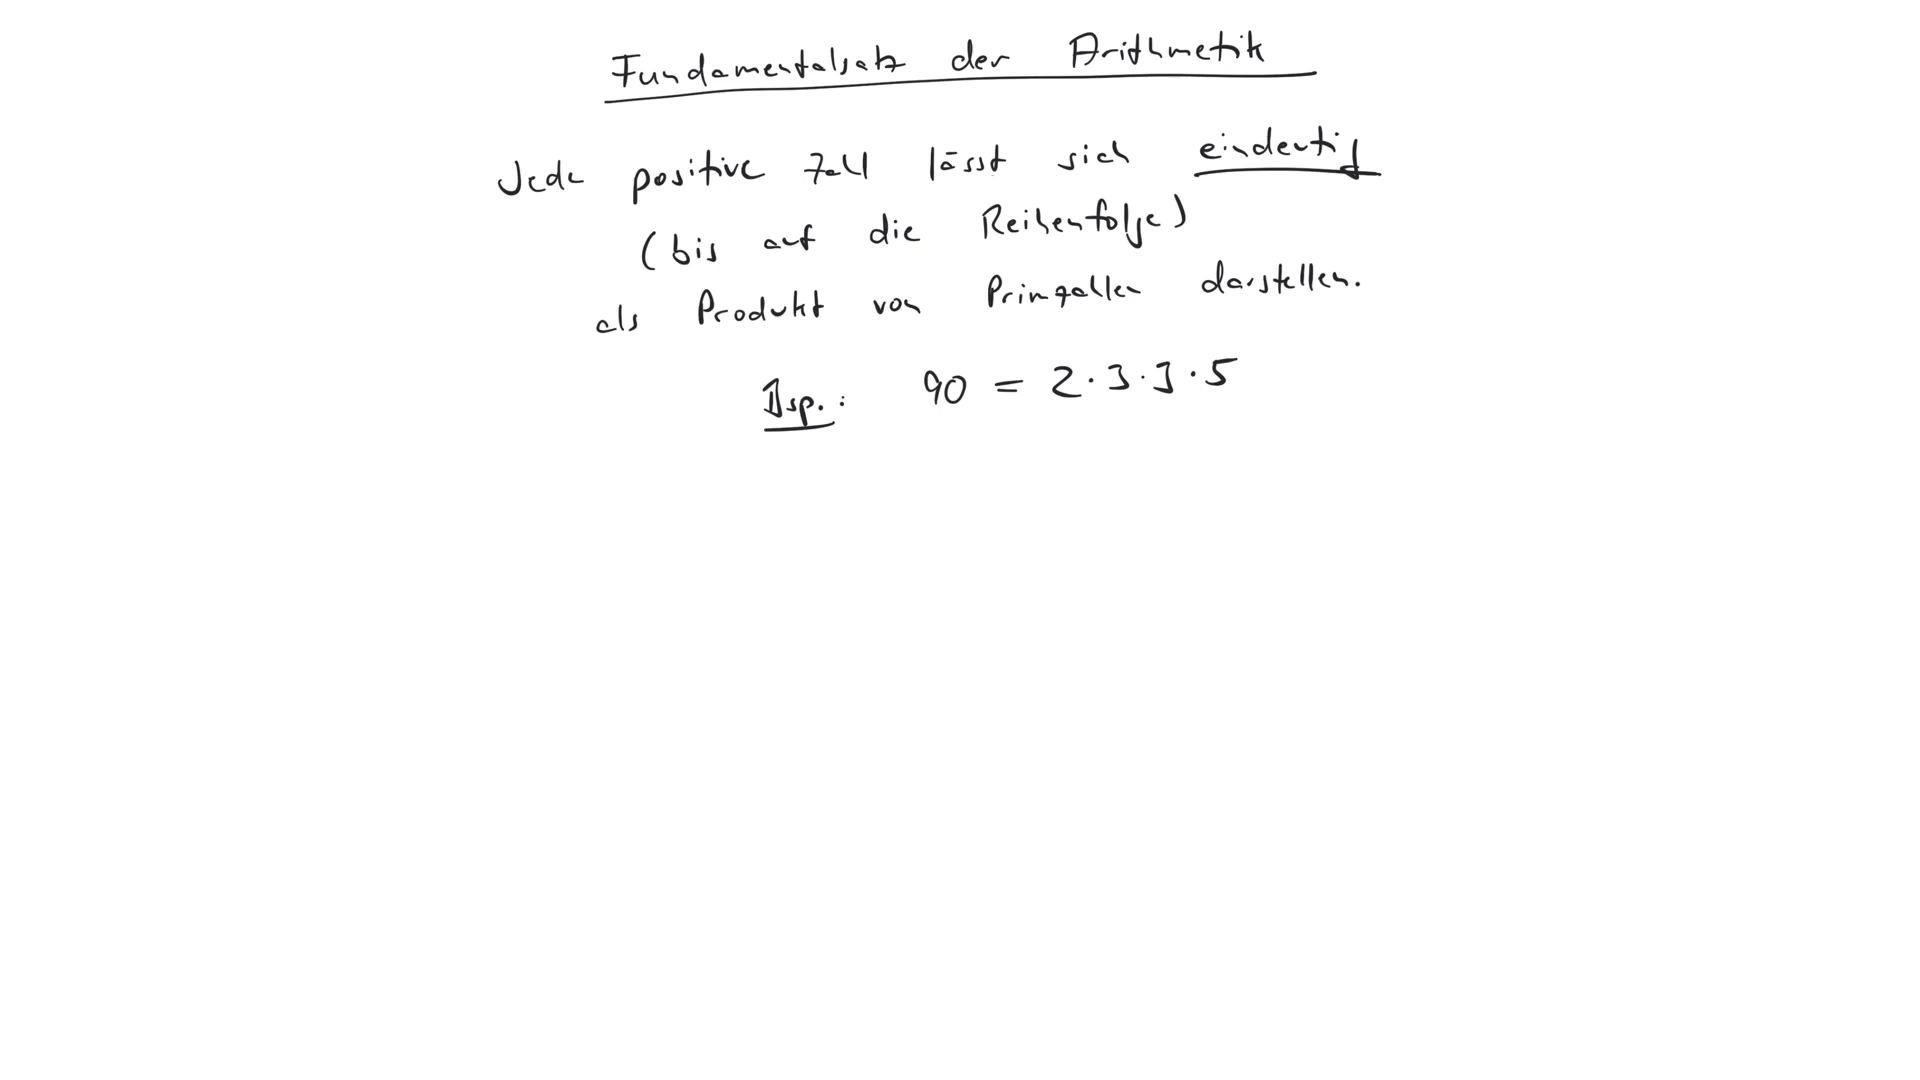 Fundamentalsatz der Arithmetik
Jede positive Zahl lässt sich eindeutig
(bis auf die Reihenfolge)
als Produkt von Primzahlen darstellen.
Bsp.: 90 = 2·3·3·5